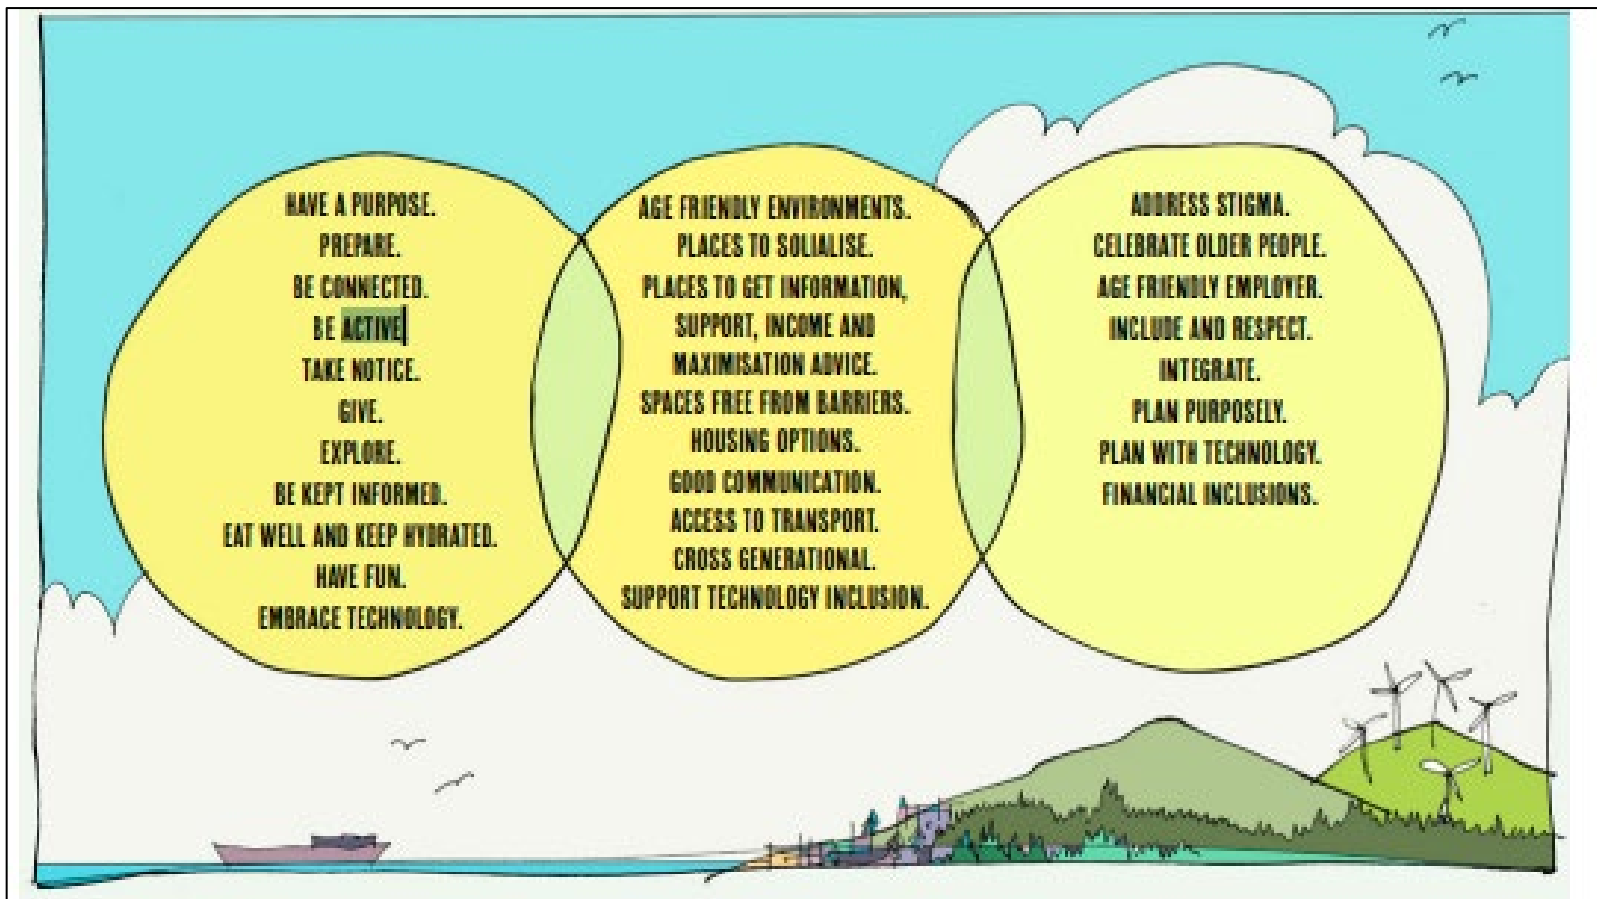 HAVE A PURPOSE.
PREPARE.
BE CONNECTED.
BE ACTIVE
TAKE NOTICE.
GIVE.
EXPLORE.
BE KEPT INFORMED.
EAT WELL AND KEEP HYDRATED.
HAVE FUN.
EMBRACE TECHNOLOGY.
AGE FRIENDLY ENVIRONMENTS.
PLACES TO SOLIALISE.
PLACES TO GET INFORMATION,
SUPPORT, INCOME AND
MAXIMISATION ADVICE.
SPACES FREE FROM BARRIERS.
HOUSING OPTIONS.
GOOD COMMUNICATION.
ACCESS TO TRANSPORT.
CROSS GENERATIONAL.
SUPPORT TECHNOLOGY INCLUSION.
ADDRESS STIGMA.
CELEBRATE OLDER PEOPLE.
AGE FRIENDLY EMPLOYER.
INCLUDE AND RESPECT.
INTEGRATE.
PLAN PURPOSELY.
PLAN WITH TECHNOLOGY.
FINANCIAL INCLUSIONS.